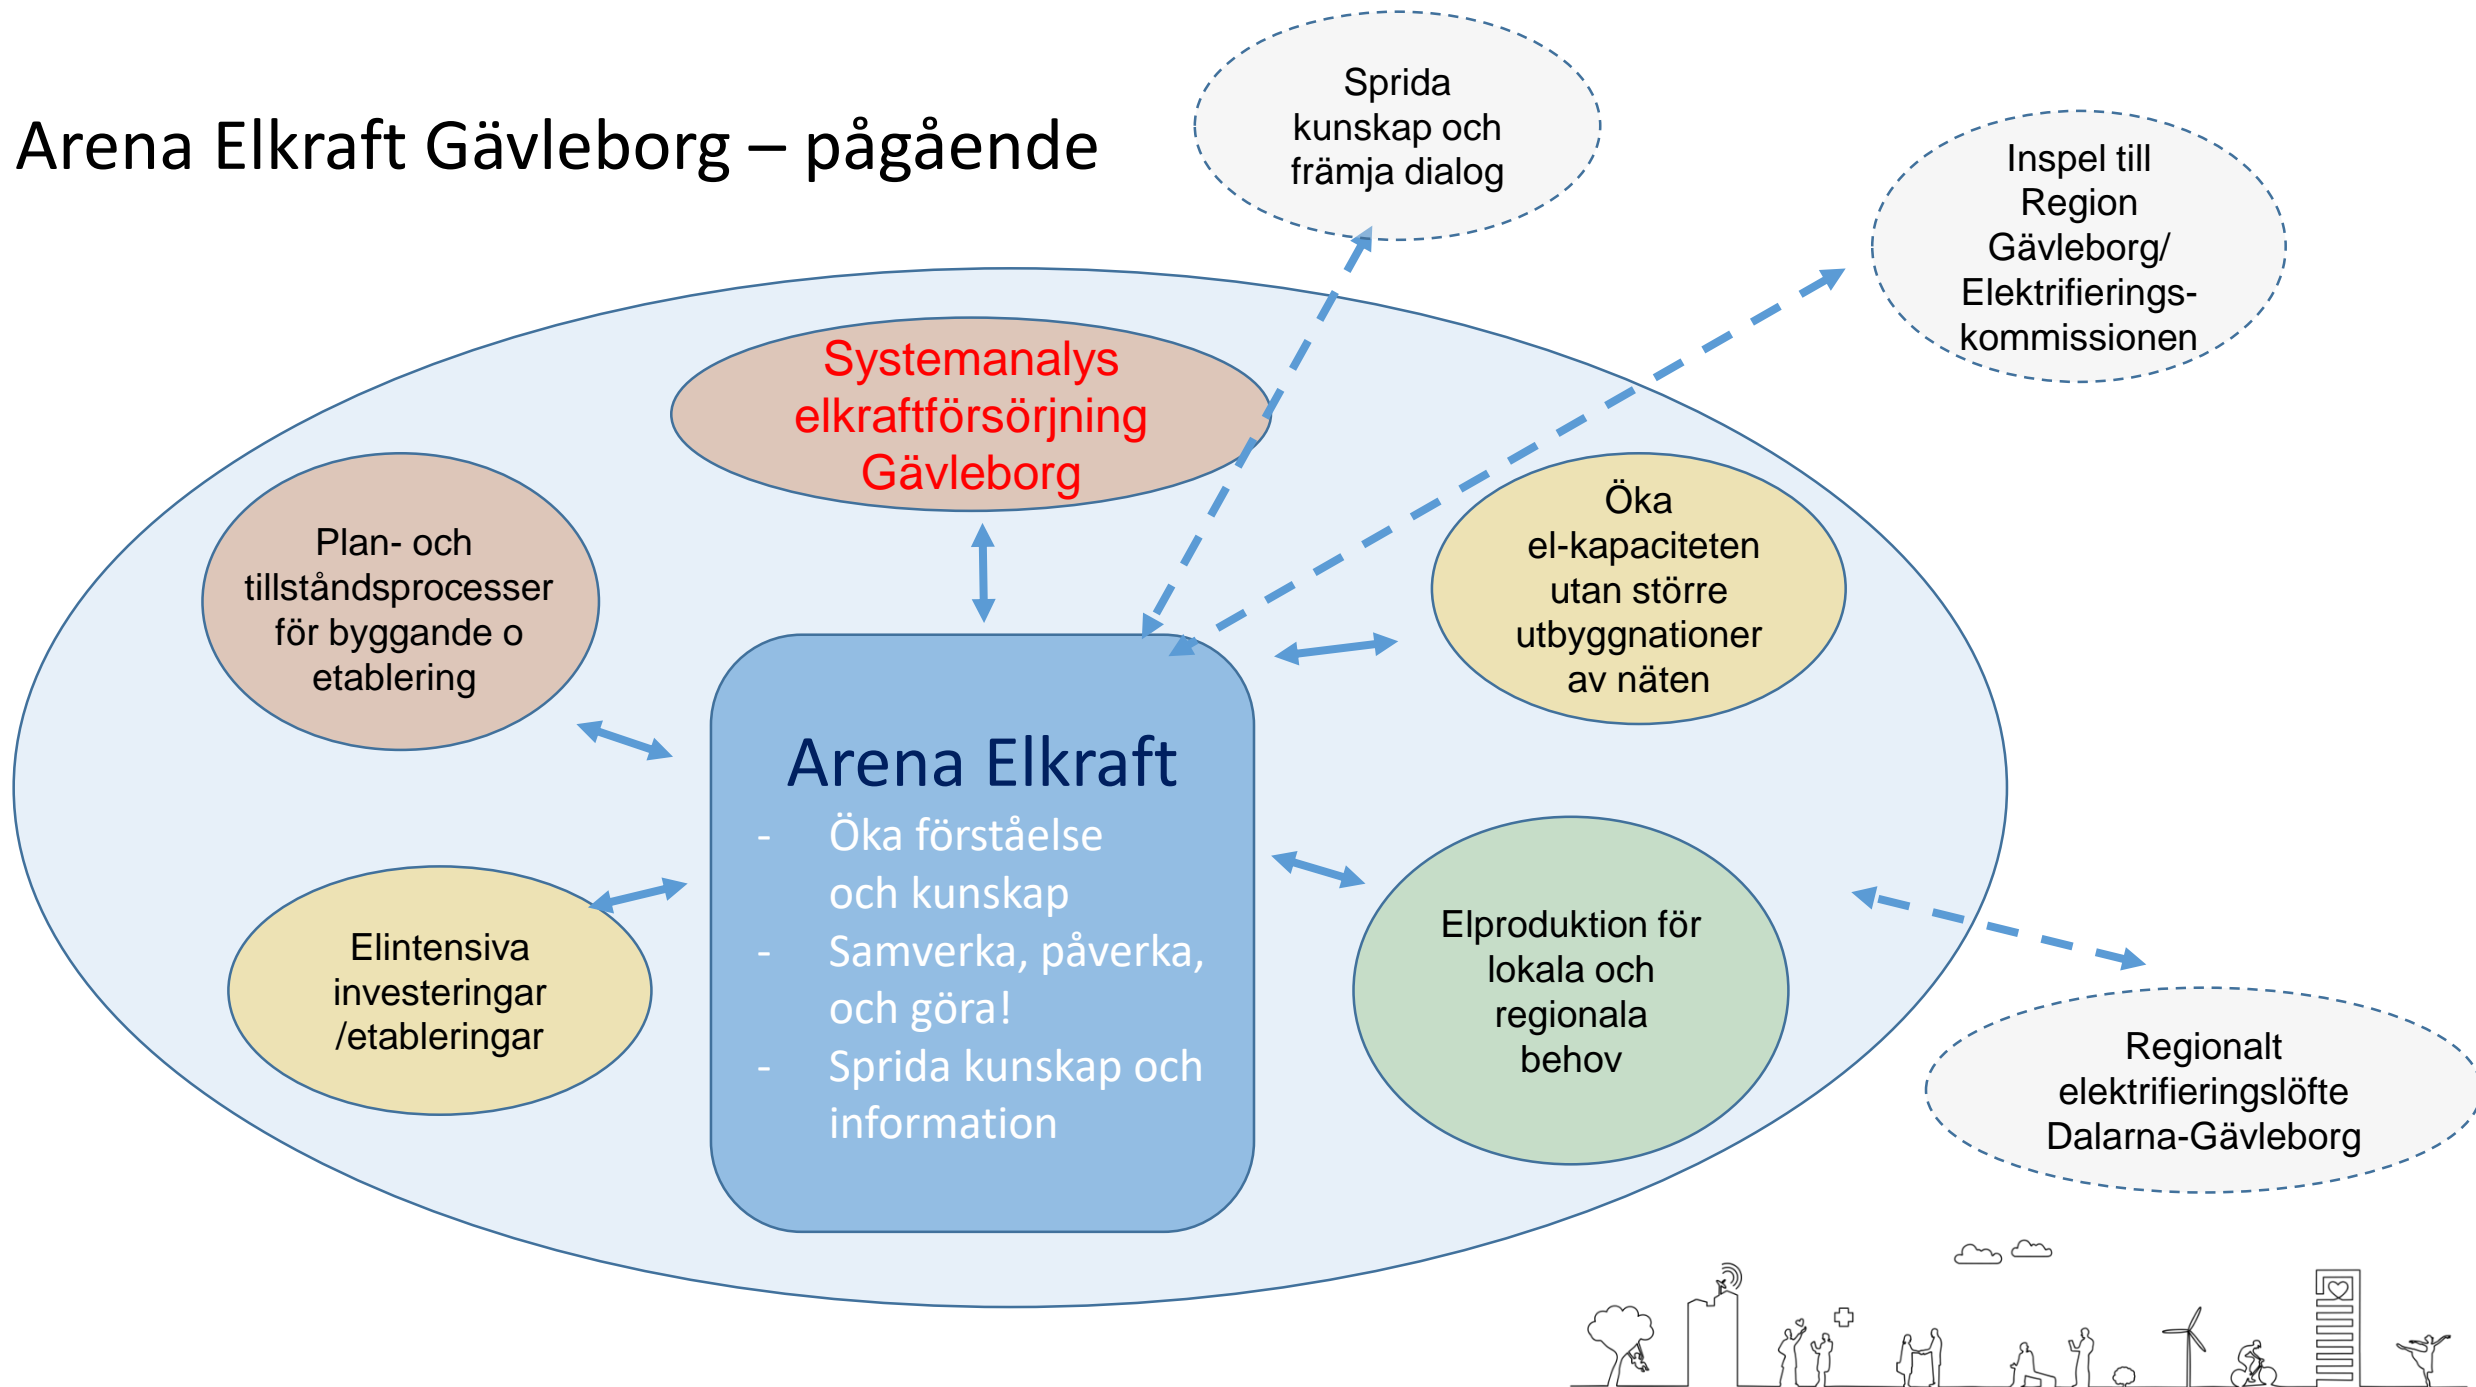 Arena Elkraft Gävleborg – pågående
Sprida
kunskap och
främja dialog
Inspel till
Region
Gävleborg/
Elektrifierings-
kommissionen
Systemanalys
elkraftförsörjning
Gävleborg
Plan- och
tillståndsprocesser
för byggande o
etablering
Öka
el-kapaciteten
utan större
utbyggnationer
av näten
Arena Elkraft
- Öka förståelse
och kunskap
- Samverka, påverka,
och göra!
- Sprida kunskap och
information
Elintensiva
investeringar
/etableringar
Elproduktion för
lokala och
regionala
behov
Regionalt
elektrifieringslöfte
Dalarna-Gävleborg